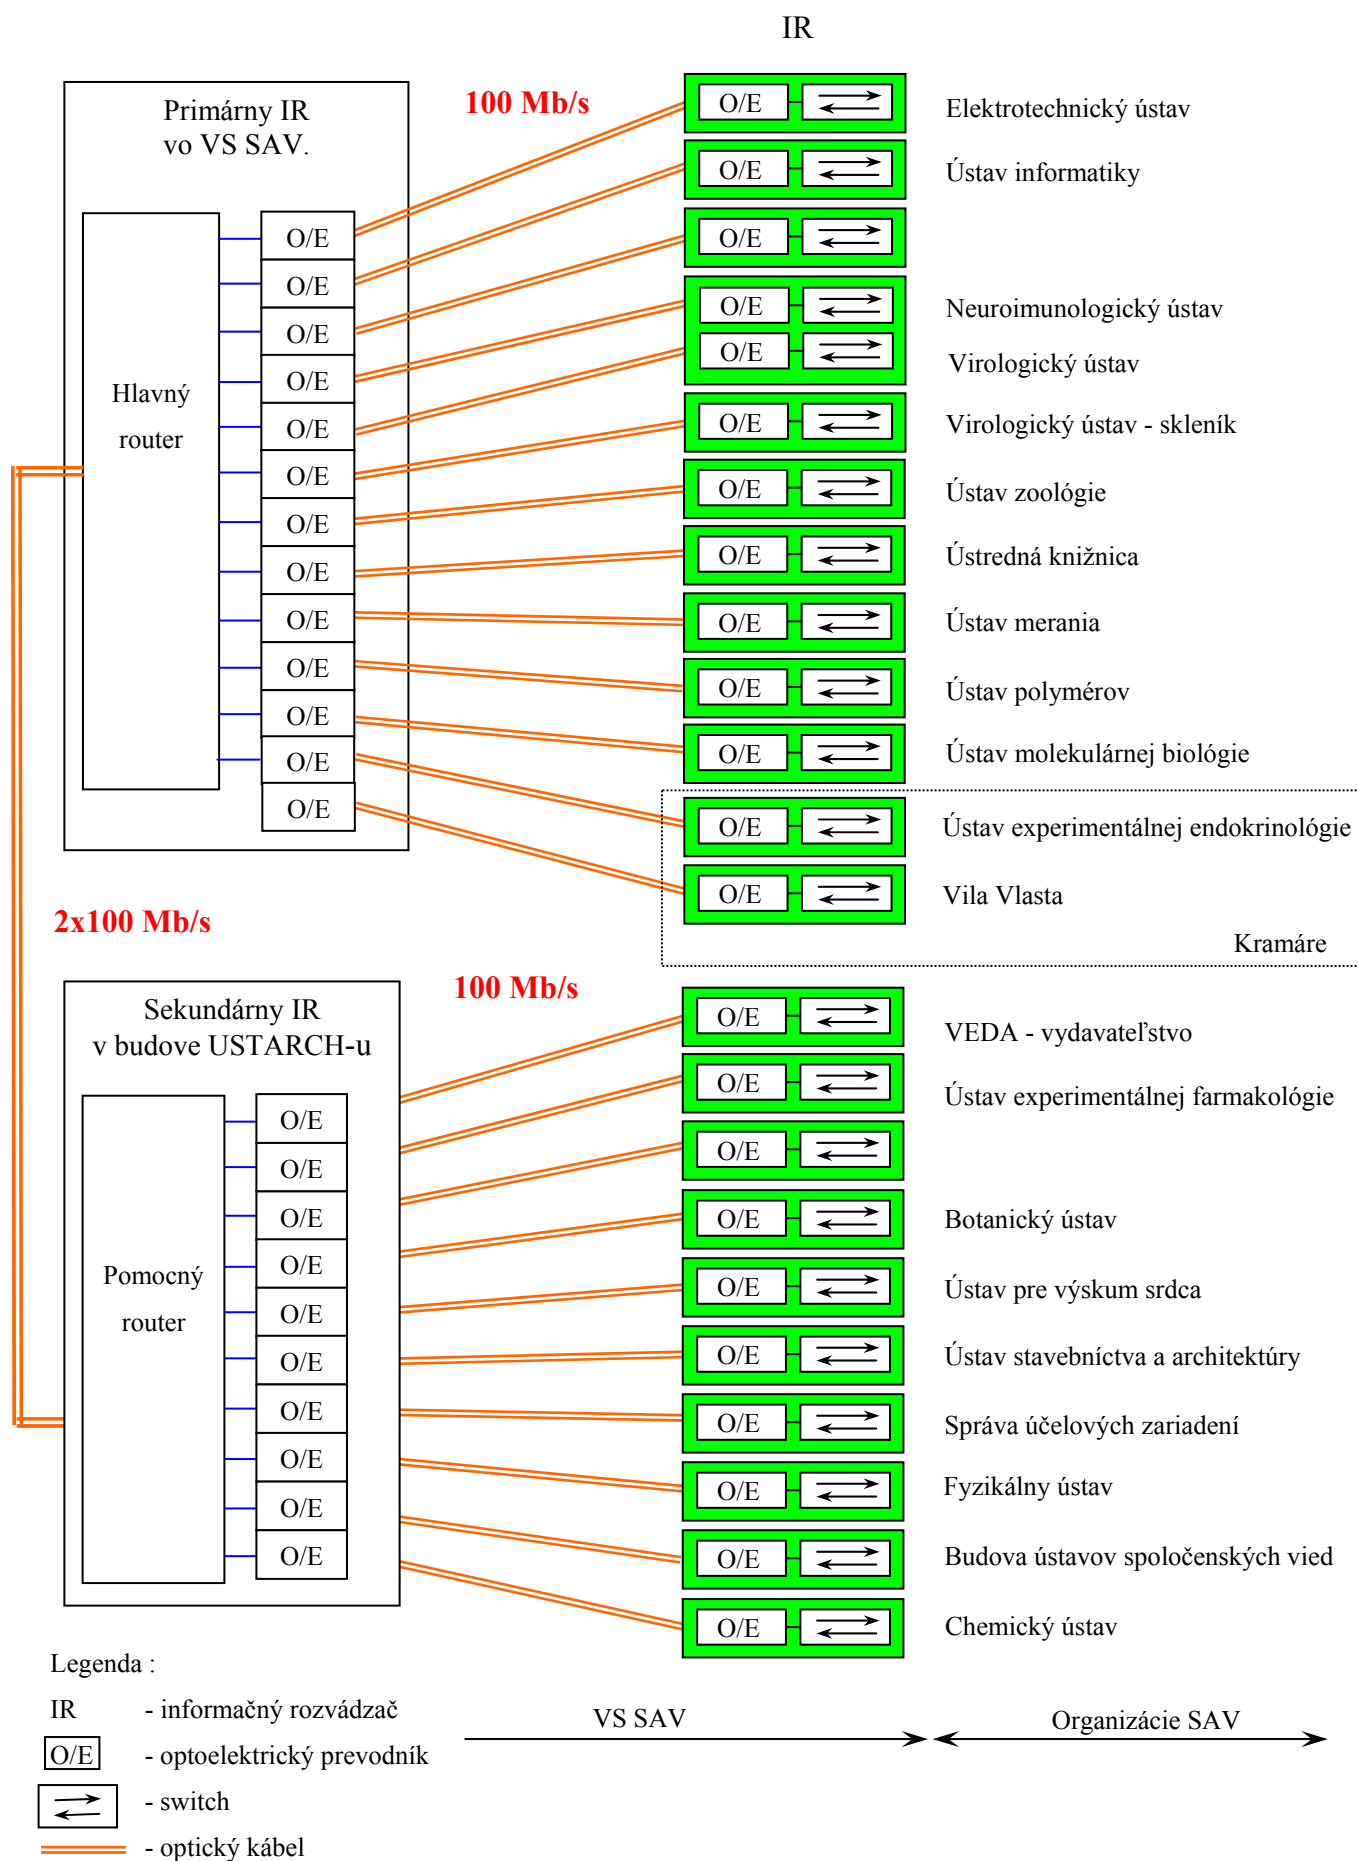 IR
Primárny IR
vo VS SAV.
100 Mb/s
Hlavný
router
O/E
O/E
O/E
O/E
O/E
O/E
O/E
O/E
O/E
O/E
O/E
O/E
O/E
O/E Elektrotechnický ústav
O/E Ústav informatiky
O/E
O/E Neuroimunologický ústav
O/E Virologický ústav
O/E Virologický ústav - skleník
O/E Ústav zoológie
O/E Ústredná knižnica
O/E Ústav merania
O/E Ústav polymérov
O/E Ústav molekulárnej biológie
O/E Ústav experimentálnej endokrinológie
O/E Vila Vlasta
Kramáre
2x100 Mb/s
Sekundárny IR
v budove USTARCH-u
100 Mb/s
Pomocný
router
O/E
O/E
O/E
O/E
O/E
O/E
O/E
O/E
O/E
O/E
O/E VEDA - vydavateľstvo
O/E Ústav experimentálnej farmakológie
O/E
O/E Botanický ústav
O/E Ústav pre výskum srdca
O/E Ústav stavebníctva a architektúry
O/E Správa účelových zariadení
O/E Fyzikálny ústav
O/E Budova ústavov spoločenských vied
O/E Chemický ústav
Legenda :
IR - informačný rozvádzač
O/E - optoelektrický prevodník
- switch
- optický kábel
VS SAV
Organizácie SAV